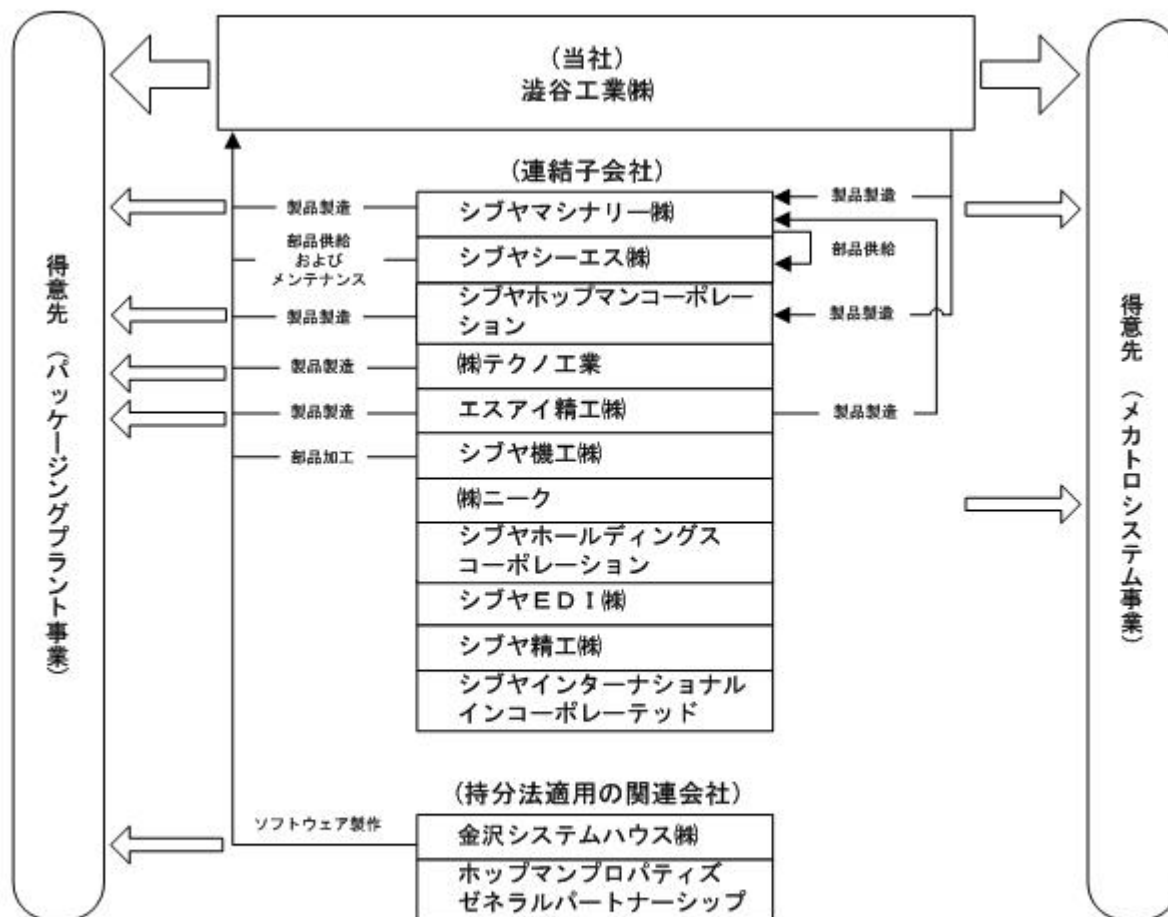 (当社)
澁谷工業㈱
(連結子会社)
製品製造
シブヤマシナリー㈱
製品製造
部品供給
および
メンテナンス
シブヤシーエス㈱
部品供給
製品製造
シブヤホップマンコーポレー
ション
製品製造
製品製造
㈱テクノ工業
製品製造
エスアイ精工㈱
製品製造
部品加工
シブヤ機工㈱
㈱ニーク
シブヤホールディングス
コーポレーション
シブヤEDI㈱
シブヤ精工㈱
シブヤインターナショナル
インコーポレーテッド
(持分法適用の関連会社)
ソフトウェア製作
金沢システムハウス㈱
ホップマンプロパティズ
ゼネラルパートナーシップ
得意先 (パッケージングプラント事業)
得意先 (メカトロシステム事業)